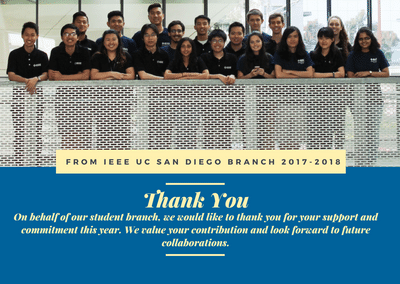 FROM IEEE UC SAN DIEGO BRANCH 2017-2018
Thank You
On behalf of our student branch, we would like to thank you for your support and
commitment this year. We value your contribution and look forward to future
collaborations.